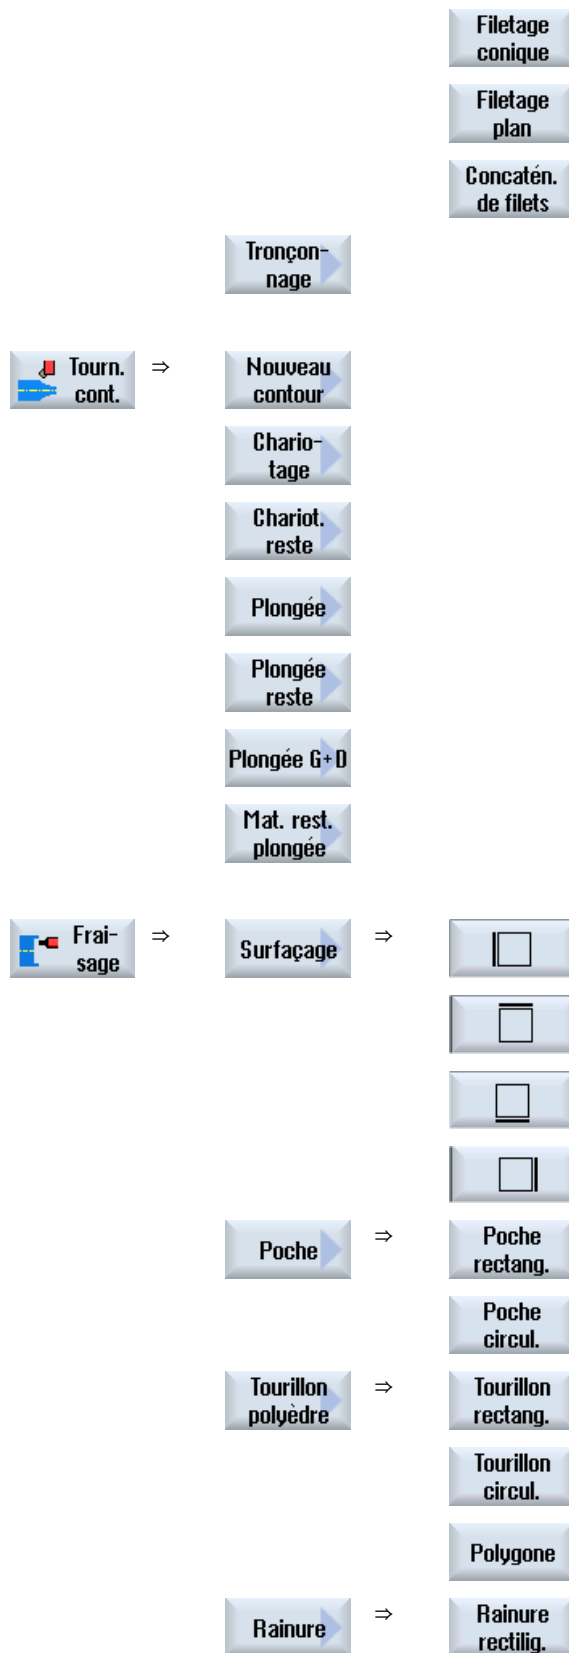 Filetage
conique
Filetage
plan
Concatén.
de filets
Tronçon-
nage
Tourn.
cont.
⇒
Nouveau
contour
Chario-
tage
Chariot.
reste
Plongée
Plongée
reste
Plongée G+D
Mat. rest.
plongée
Frai-
sage
⇒
Surfaçage
⇒
Poche
⇒
Poche
rectang.
Poche
circul.
Tourillon
polyèdre
⇒
Tourillon
rectang.
Tourillon
circul.
Polygone
Rainure
⇒
Rainure
rectilig.